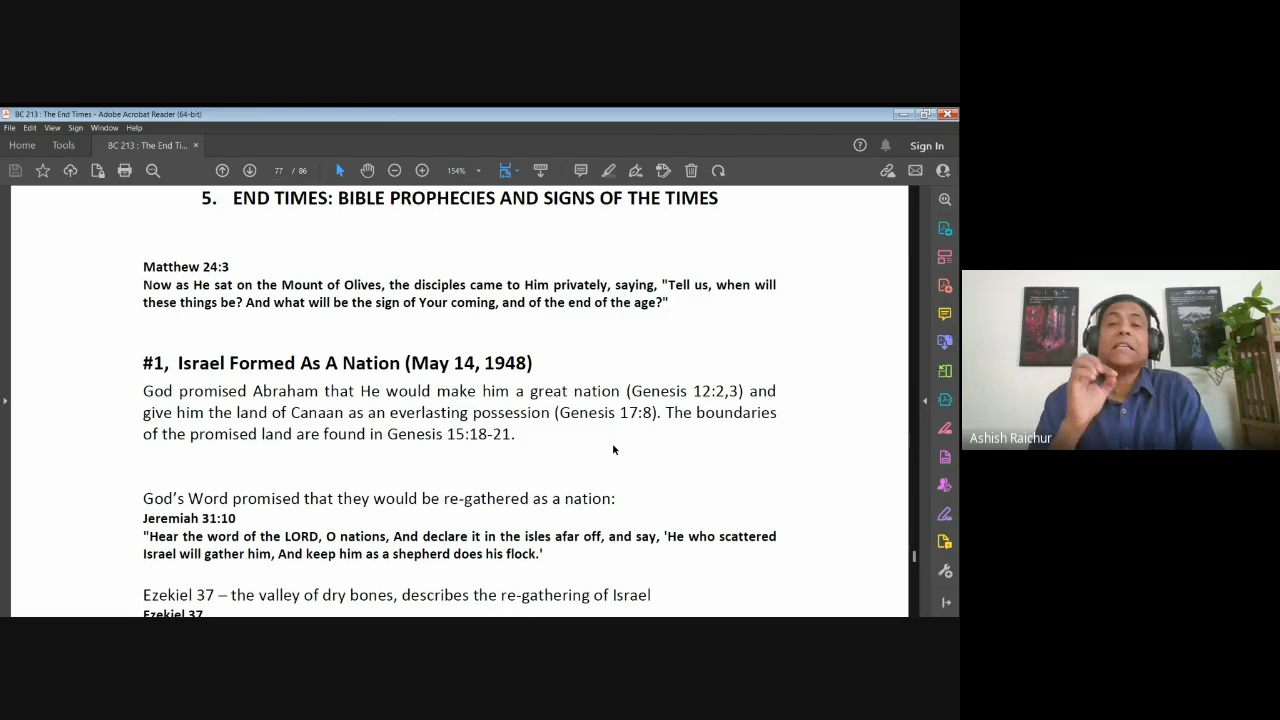 BC 213 : The End Times - Adobe Acrobat Reader (64-bit)
File Edit View Sign Window Help
Home Tools BC 213 : The End Ti... × Sign In
77 / 86 154%
5. END TIMES: BIBLE PROPHECIES AND SIGNS OF THE TIMES
Matthew 24:3
Now as He sat on the Mount of Olives, the disciples came to Him privately, saying, "Tell us, when will
these things be? And what will be the sign of Your coming, and of the end of the age?"
#1, Israel Formed As A Nation (May 14, 1948)
God promised Abraham that He would make him a great nation (Genesis 12:2,3) and
give him the land of Canaan as an everlasting possession (Genesis 17:8). The boundaries
of the promised land are found in Genesis 15:18-21.
God's Word promised that they would be re-gathered as a nation:
Jeremiah 31:10
"Hear the word of the LORD, O nations, And declare it in the isles afar off, and say, 'He who scattered
Israel will gather him, And keep him as a shepherd does his flock.'
Ezekiel 37 – the valley of dry bones, describes the re-gathering of Israel
Ezekiel 37
Ashish Raichur